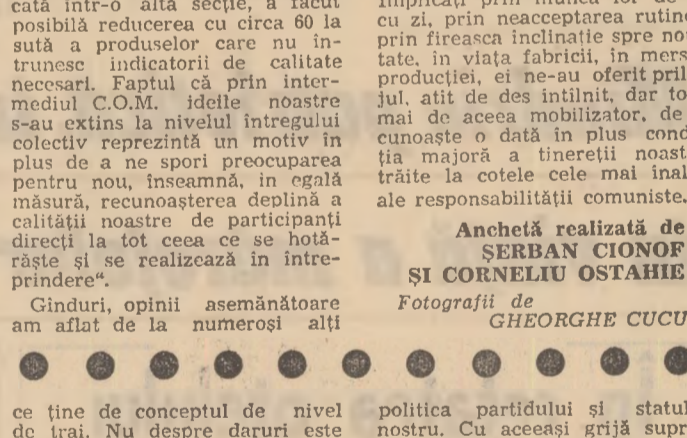 cată într-o altă secție, a făcut
posibilă reducerea cu circa 60 la
sută a produselor care nu în-
trunesc indicatorii de calitate
necesari. Faptul că prin inter-
mediul C.O.M. ideile noastre
s-au extins la nivelul întregului
colectiv reprezintă un motiv în
plus de a ne spori preocuparea
pentru nou, înseamnă, in egală
măsură, recunoașterea deplină a
calității noastre de participanți
direcți la tot ceea ce se hotă-
răște și se realizează în între-
prindere“.
Gînduri, opinii asemănătoare
am aflat de la numeroși alți
cu zi, prin neacceptarea rutine
prin fireasca inclinație spre no
tate, în viața fabricii, în mers
producției, ei ne-au oferit pril
jul, atit de des intîlnit, dar to
mai de aceea mobilizator, de
cunoaște o dată în plus cond
ția majoră a tinereții noast
trăite la cotele cele mai înal
ale responsabilității comuniste.
Anchetă realizată de
ȘERBAN CIONOF
ȘI CORNELIU OSTAHIE
Fotografii de
GHEORGHE CUCU
ce ține de conceptul de nivel
de trai. Nu despre daruri este
politica partidului și statul
nostru. Cu aceeași grijă supr